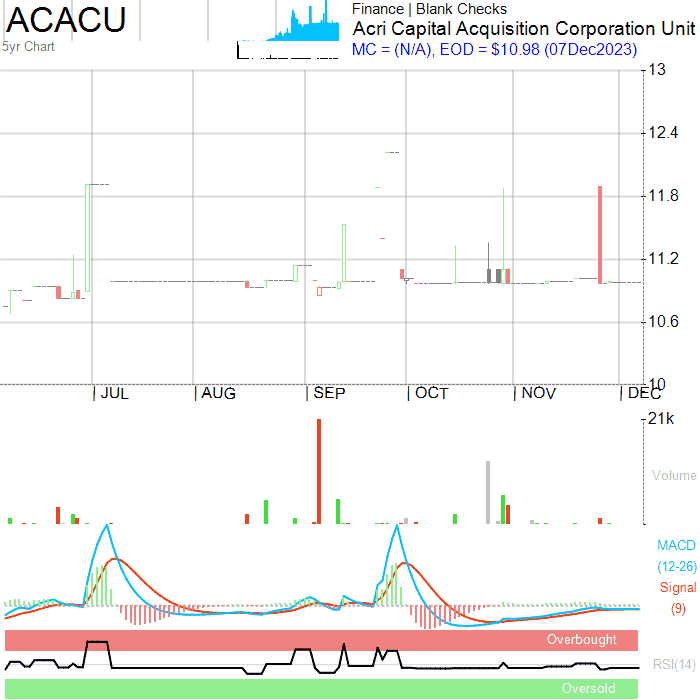 ACACU
5yr Chart
Finance | Blank Checks
Acri Capital Acquisition Corporation Unit
MC = (N/A), EOD = $10.98 (07Dec2023)
13
12.4
11.8
11.2
10.6
10
| JUL | AUG | SEP | OCT | NOV | DEC
21k
Volume
MACD
(12-26)
Signal
(9)
Overbought
RSI(14)
Oversold